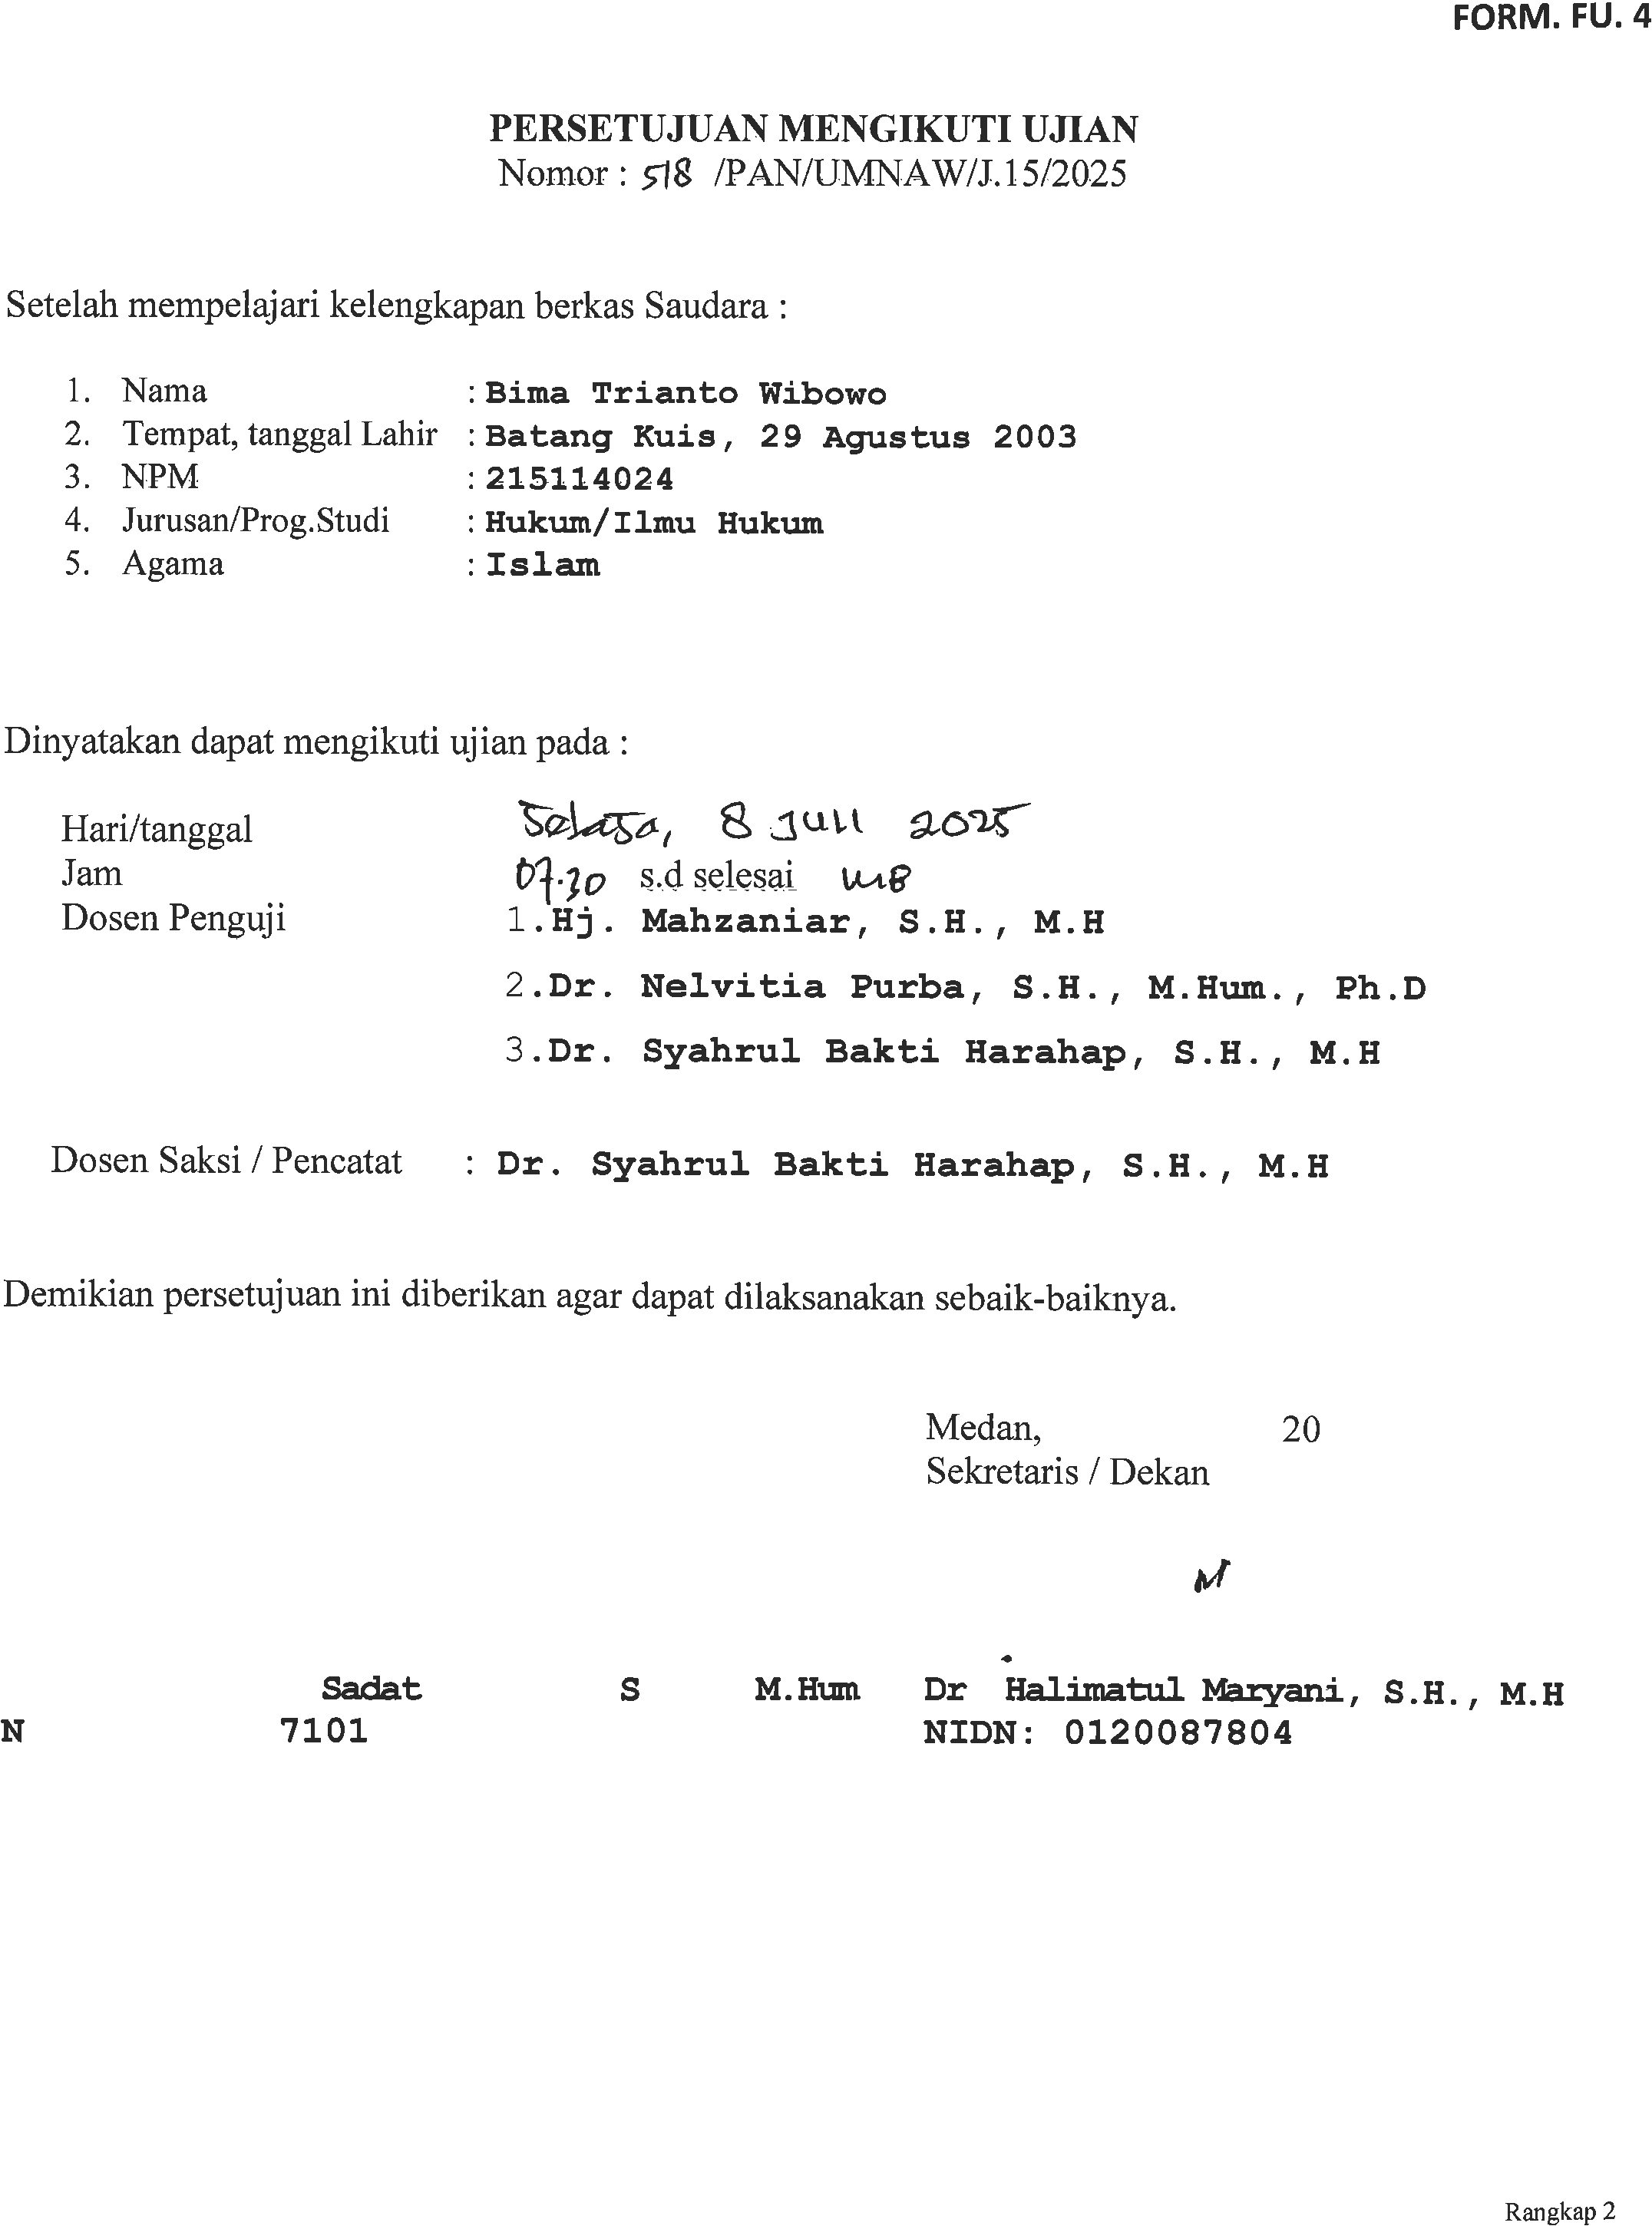 FORM. FU. 4
PERSETUJUAN MENGIKUTI UJIAN
Nomor : 518 /PAN/UMNAW/J.15/2025
Setelah mempelajari kelengkapan berkas Saudara :
1. Nama : Bima Trianto Wibowo
2. Tempat, tanggal Lahir : Batang Kuis, 29 Agustus 2003
3. NPM : 215114024
4. Jurusan/Prog.Studi : Hukum/Ilmu Hukum
5. Agama : Islam
Dinyatakan dapat mengikuti ujian pada :
Hari/tanggal Selasa, 8 Juli 2025
Jam 07.30 s.d selesai WIB
Dosen Penguji 1.Hj. Mahzaniar, S.H., M.H
2.Dr. Nelvitia Purba, S.H., M.Hum., Ph.D
3.Dr. Syahrul Bakti Harahap, S.H., M.H
Dosen Saksi / Pencatat : Dr. Syahrul Bakti Harahap, S.H., M.H
Demikian persetujuan ini diberikan agar dapat dilaksanakan sebaik-baiknya.
Medan, 20
Sekretaris / Dekan
Sadat S M.Hum Dr Halimatul Maryani, S.H., M.H
N 7101 NIDN: 0120087804
Rangkap 2